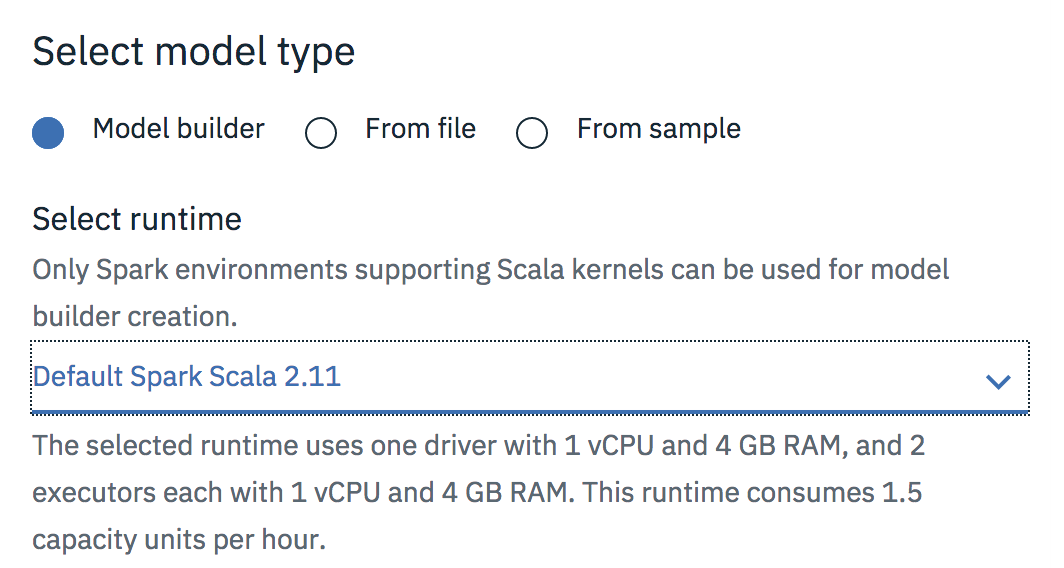 Select model type
Model builder From file From sample
Select runtime
Only Spark environments supporting Scala kernels can be used for model
builder creation.
Default Spark Scala 2.11
The selected runtime uses one driver with 1 vCPU and 4 GB RAM, and 2
executors each with 1 vCPU and 4 GB RAM. This runtime consumes 1.5
capacity units per hour.